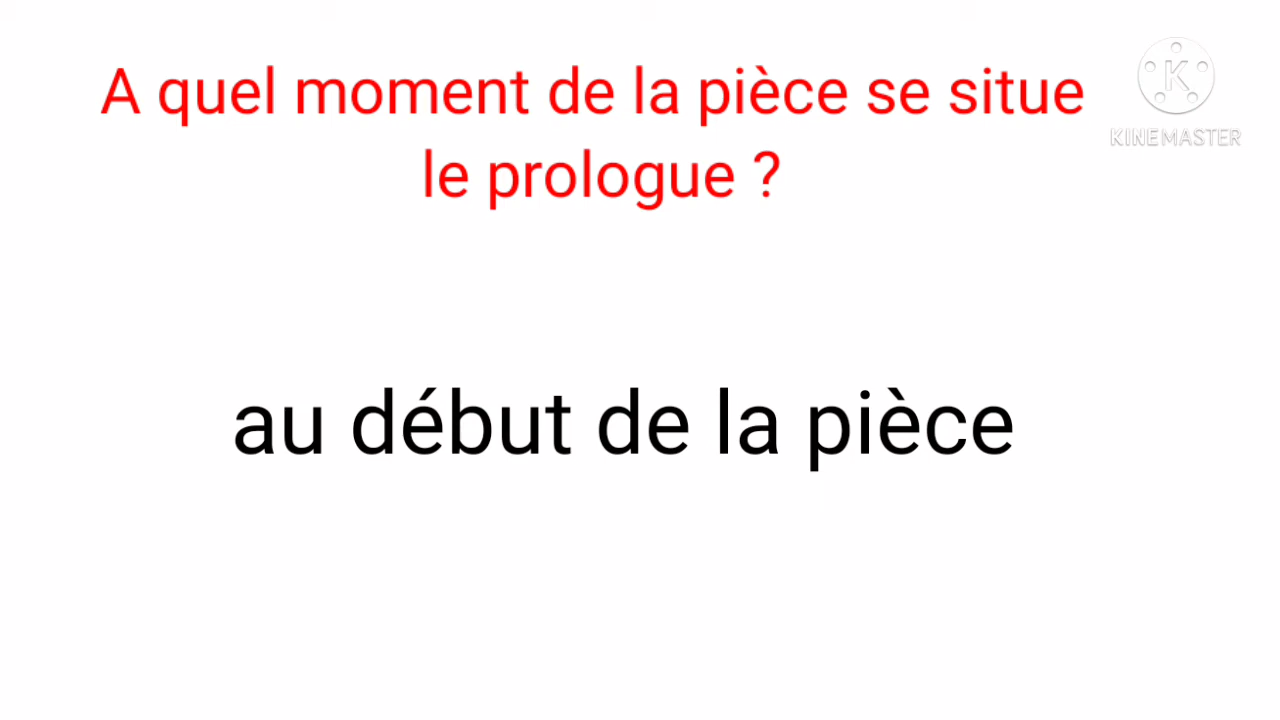 A quel moment de la pièce se situe
le prologue ?
K
KINEMASTER
au début de la pièce